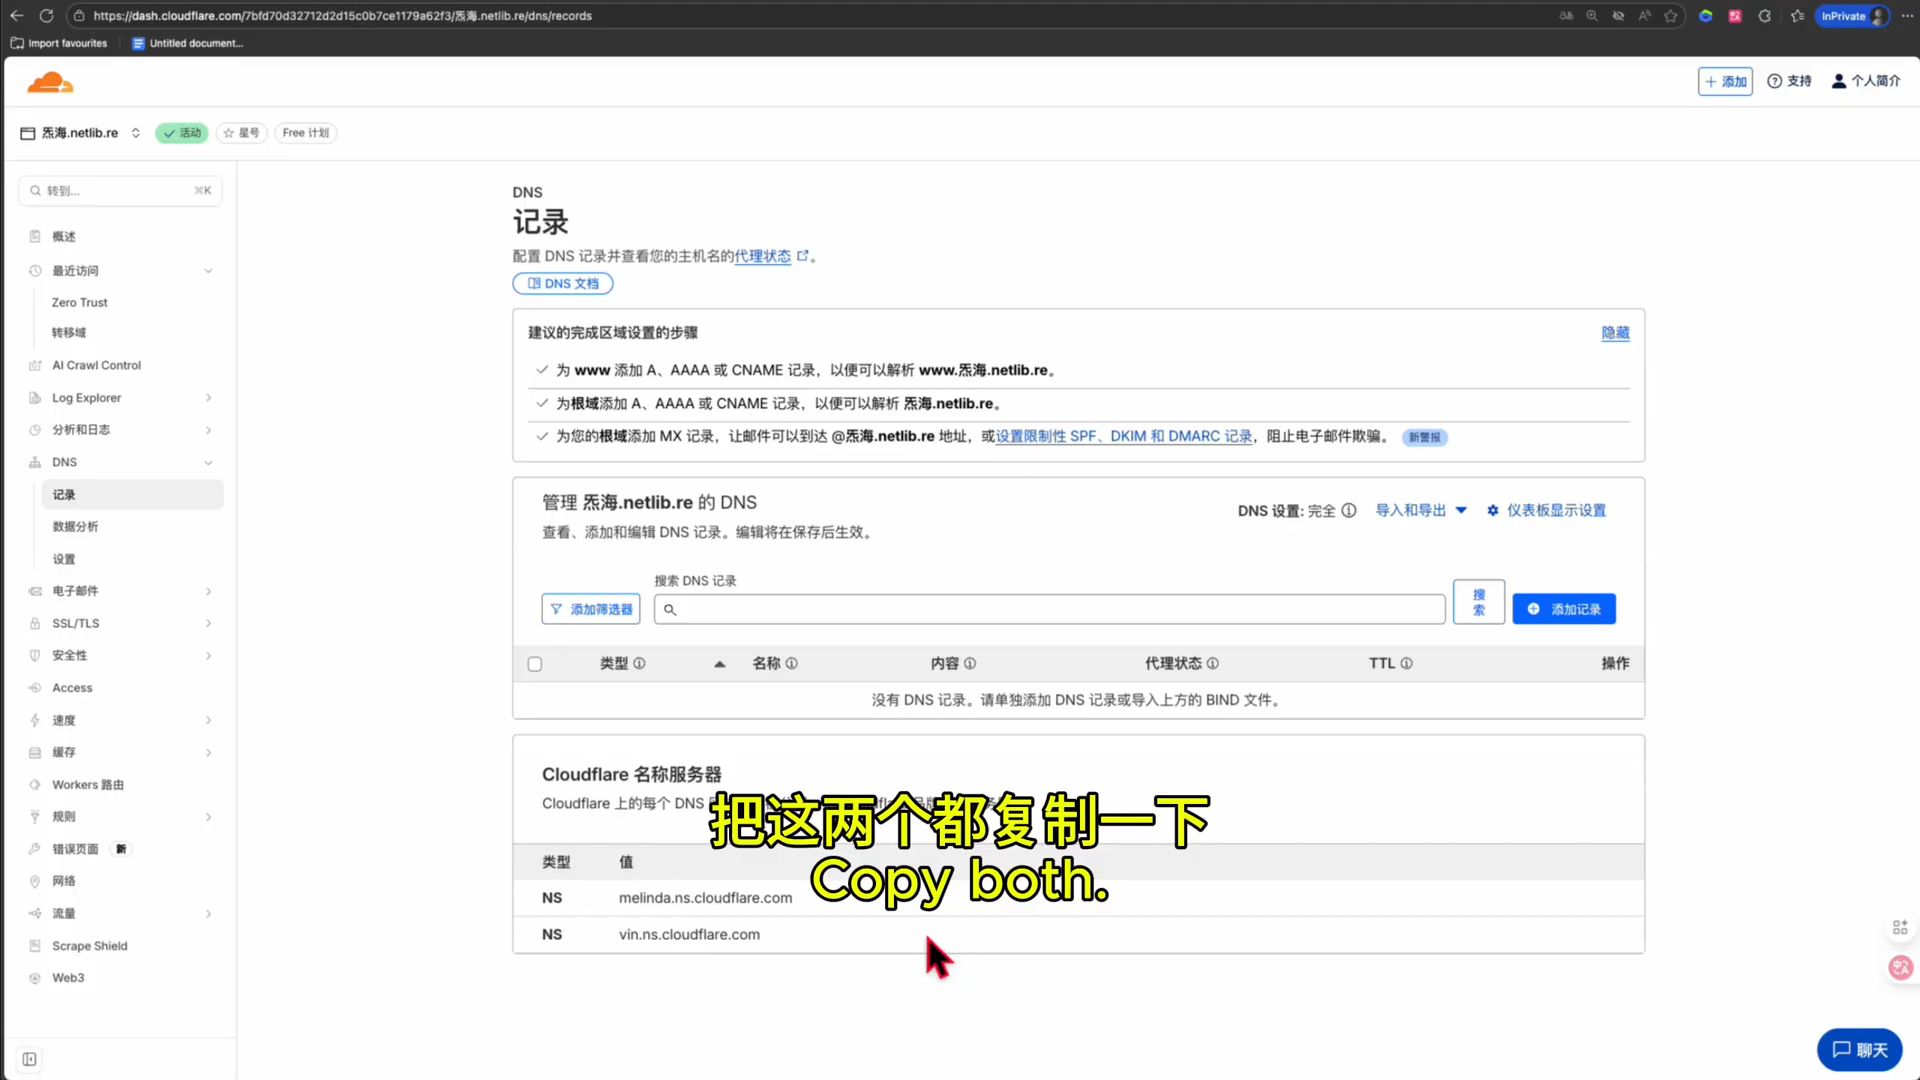 https://dash.cloudflare.com/7bfd70d32712d2d15c0b7ce1179a62f3/炁海.netlib.re/dns/records
InPrivate
Import favourites
Untitled document...
添加
支持
个人简介
炁海.netlib.re
活动
星号
Free 计划
转到...
⌘K
概述
最近访问
Zero Trust
转移域
AI Crawl Control
Log Explorer
分析和日志
DNS
记录
数据分析
设置
电子邮件
SSL/TLS
安全性
Access
速度
缓存
Workers 路由
规则
错误页面 新
网络
流量
Scrape Shield
Web3
DNS
记录
配置 DNS 记录并查看您的主机名的代理状态。
DNS 文档
建议的完成区域设置的步骤
隐藏
为 www 添加 A、AAAA 或 CNAME 记录，以便可以解析 www.炁海.netlib.re。
为根域添加 A、AAAA 或 CNAME 记录，以便可以解析 炁海.netlib.re。
为您的根域添加 MX 记录，让邮件可以到达 @炁海.netlib.re 地址，或设置限制性 SPF、DKIM 和 DMARC 记录，阻止电子邮件欺骗。 新警报
管理 炁海.netlib.re 的 DNS
查看、添加和编辑 DNS 记录。编辑将在保存后生效。
DNS 设置: 完全
导入和导出
仪表板显示设置
搜索 DNS 记录
添加筛选器
搜索
添加记录
类型 名称 内容 代理状态 TTL 操作
没有 DNS 记录。请单独添加 DNS 记录或导入上方的 BIND 文件。
Cloudflare 名称服务器
Cloudflare 上的每个 DNS
把这两个都复制一下
Copy both.
类型 值
NS melinda.ns.cloudflare.com
NS vin.ns.cloudflare.com
聊天